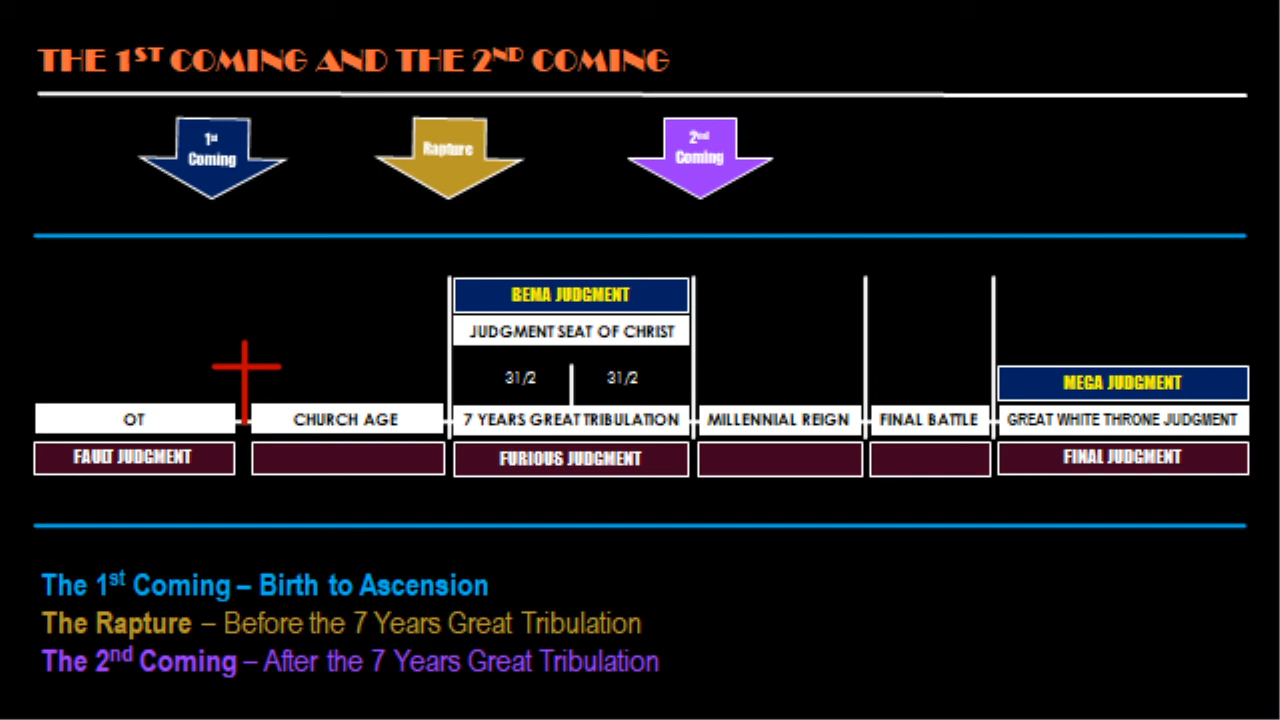 THE 1ST COMING AND THE 2ND COMING
1st
Coming
Rapture
2nd
Coming
BEMA JUDGMENT
JUDGMENT SEAT OF CHRIST
31/2
31/2
MEGA JUDGMENT
OT
CHURCH AGE
7 YEARS GREAT TRIBULATION
MILLENNIAL REIGN
FINAL BATTLE
GREAT WHITE THRONE JUDGMENT
FAULT JUDGMENT
FURIOUS JUDGMENT
FINAL JUDGMENT
The 1st Coming – Birth to Ascension
The Rapture – Before the 7 Years Great Tribulation
The 2nd Coming – After the 7 Years Great Tribulation